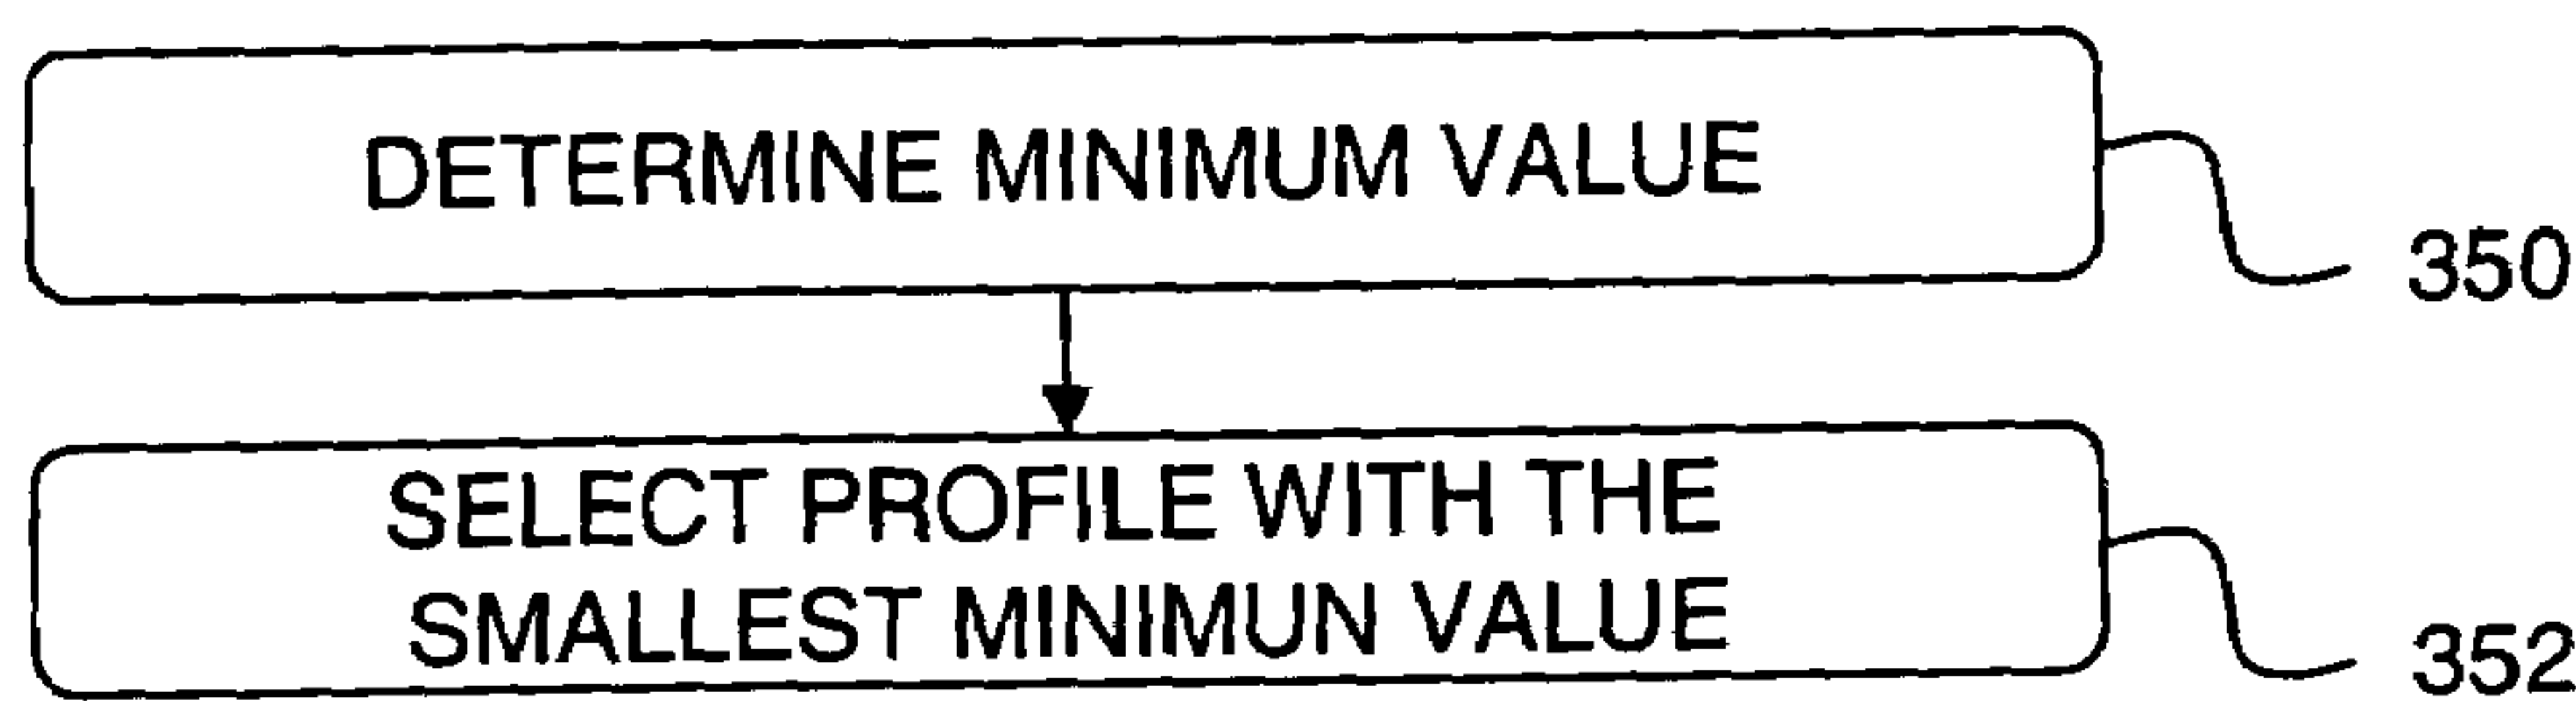 DETERMINE MINIMUM VALUE
350
SELECT PROFILE WITH THE
SMALLEST MINIMUN VALUE
352